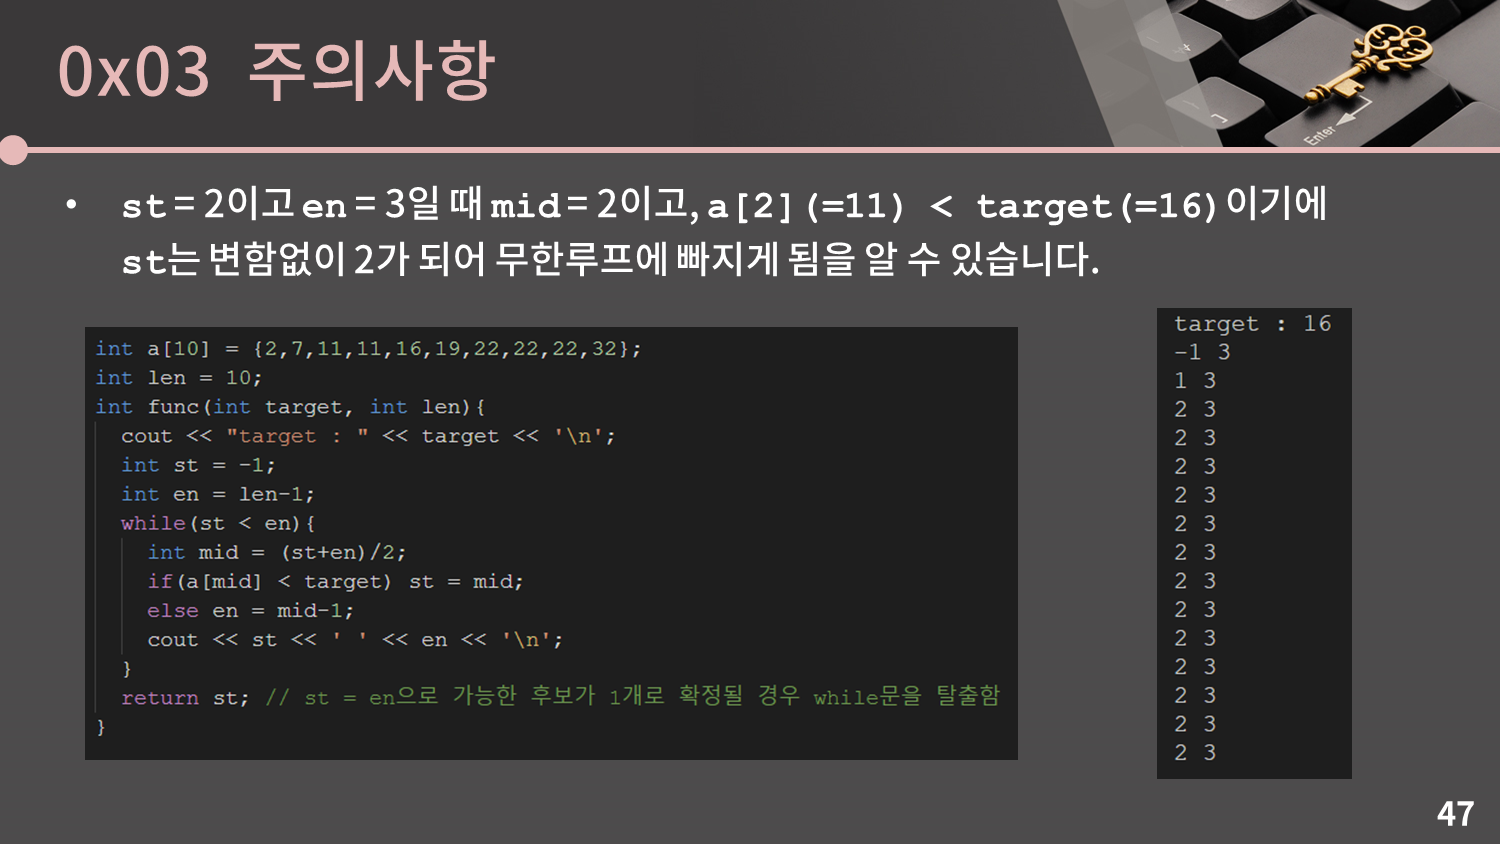 0x03 주의사항
Enter
• st = 2이고 en = 3일 때 mid = 2이고, a[2](=11) < target(=16)이기에
st는 변함없이 2가 되어 무한루프에 빠지게 됨을 알 수 있습니다.
int a[10] = {2,7,11,11,16,19,22,22,22,32};
int len = 10;
int func(int target, int len){
cout << "target : " << target << '\n';
int st = -1;
int en = len-1;
while(st < en){
int mid = (st+en)/2;
if(a[mid] < target) st = mid;
else en = mid-1;
cout << st << ' ' << en << '\n';
}
return st; // st = en으로 가능한 후보가 1개로 확정될 경우 while문을 탈출함
}
target : 16
-1 3
1 3
2 3
2 3
2 3
2 3
2 3
2 3
2 3
2 3
2 3
2 3
2 3
2 3
2 3
47